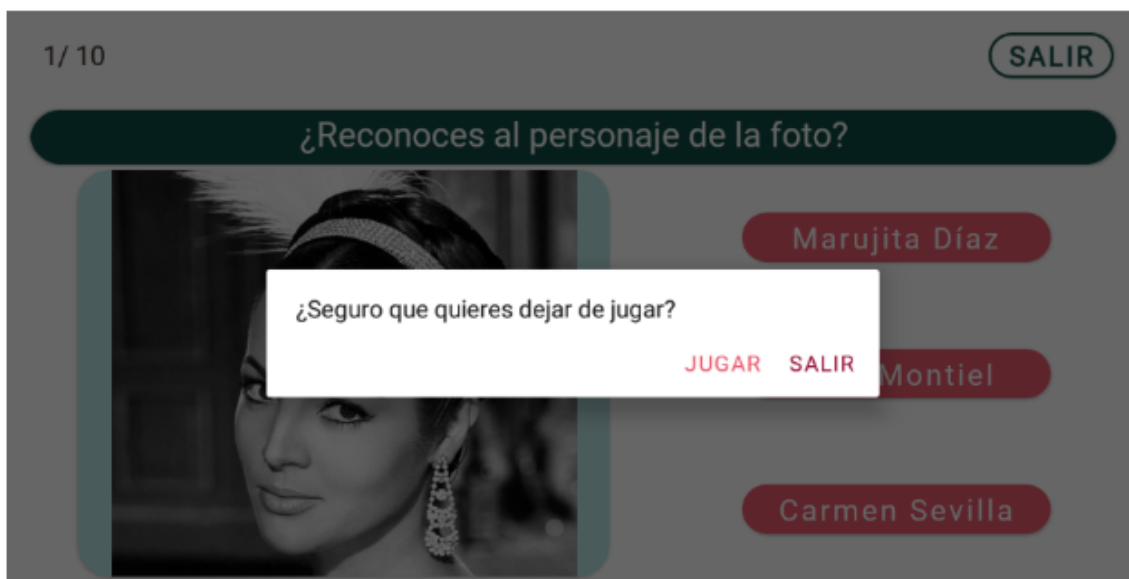 1/ 10
SALIR
¿Reconoces al personaje de la foto?
Marujita Díaz
¿Seguro que quieres dejar de jugar?
JUGAR SALIR
Montiel
Carmen Sevilla